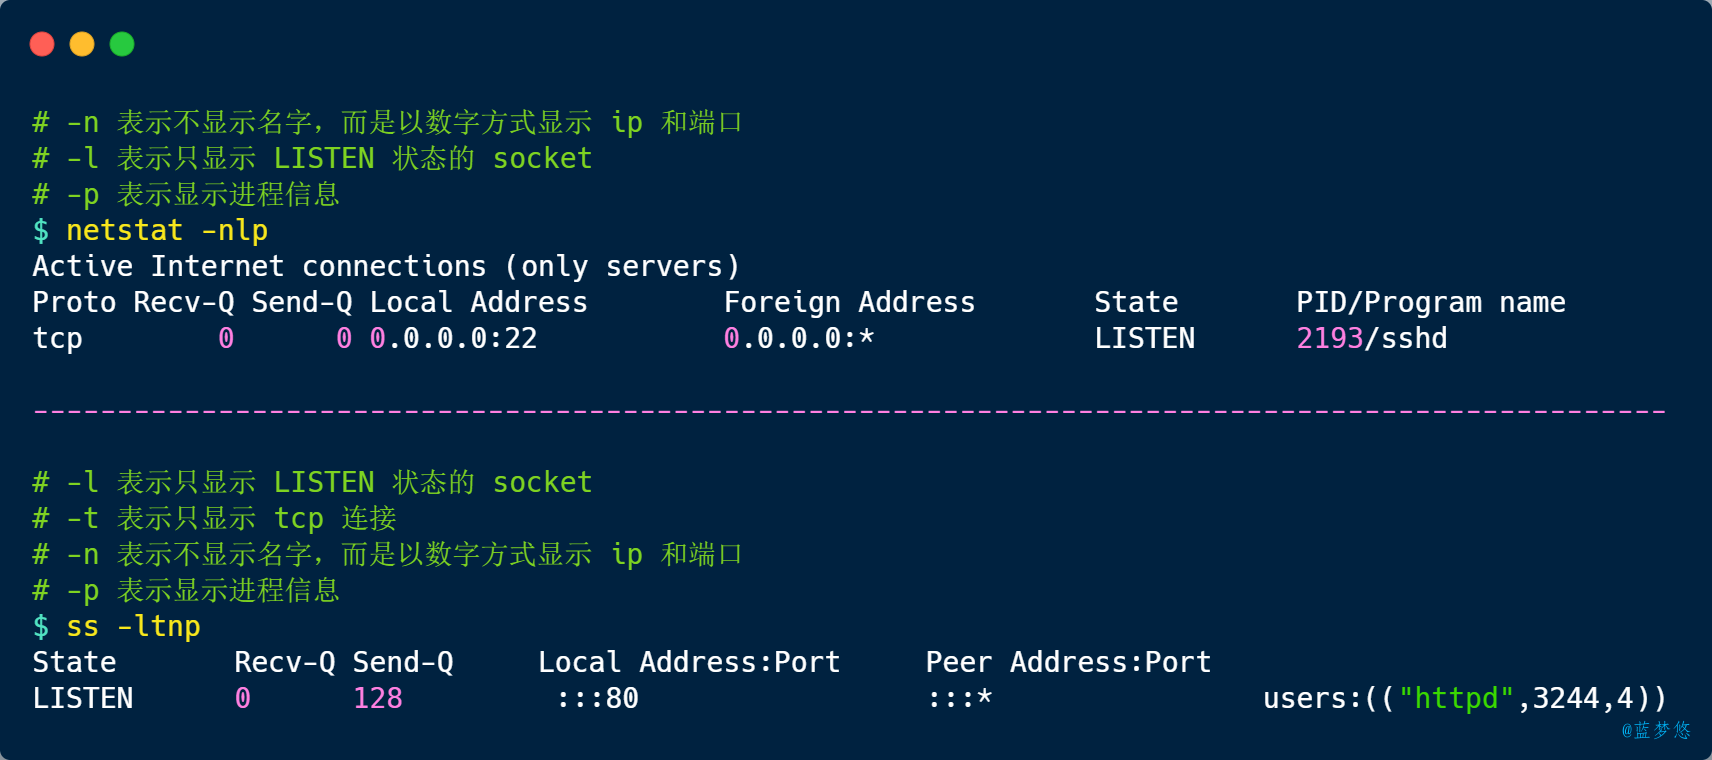 # -n 表示不显示名字，而是以数字方式显示 ip 和端口
# -l 表示只显示 LISTEN 状态的 socket
# -p 表示显示进程信息
$ netstat -nlp
Active Internet connections (only servers)
Proto Recv-Q Send-Q Local Address        Foreign Address       State       PID/Program name
tcp        0      0 0.0.0.0:22           0.0.0.0:*             LISTEN      2193/sshd
-------------------------------------------------------------------------------------------------
# -l 表示只显示 LISTEN 状态的 socket
# -t 表示只显示 tcp 连接
# -n 表示不显示名字，而是以数字方式显示 ip 和端口
# -p 表示显示进程信息
$ ss -ltnp
State       Recv-Q Send-Q     Local Address:Port     Peer Address:Port
LISTEN      0      128         :::80                 :::*                users:(("httpd",3244,4))
@蓝梦悠